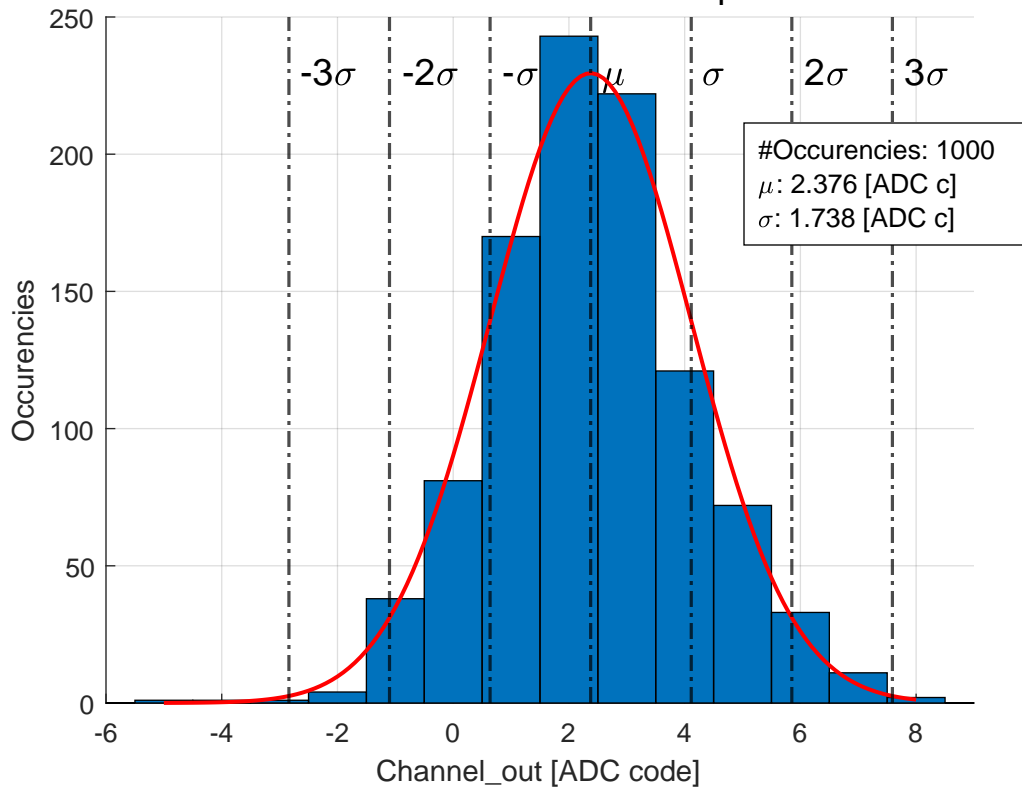 250
200
150
100
50
0
-3σ
-2σ
-σ
μ
σ
2σ
3σ
#Occurencies: 1000
μ: 2.376 [ADC c]
σ: 1.738 [ADC c]
Occurencies
-6
-4
-2
0
2
4
6
8
Channel_out [ADC code]